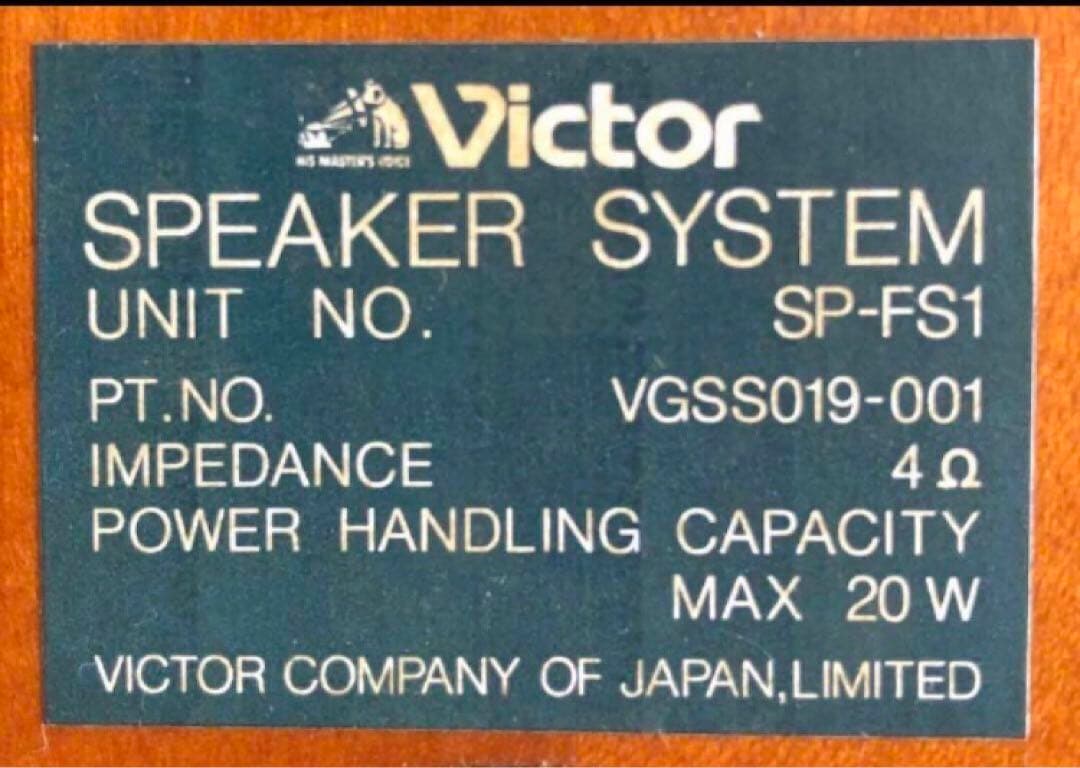 HIS MASTER'S VOICE
Victor
SPEAKER SYSTEM
UNIT NO. SP-FS1
PT.NO. VGSS019-001
IMPEDANCE 4Ω
POWER HANDLING CAPACITY
MAX 20 W
VICTOR COMPANY OF JAPAN,LIMITED